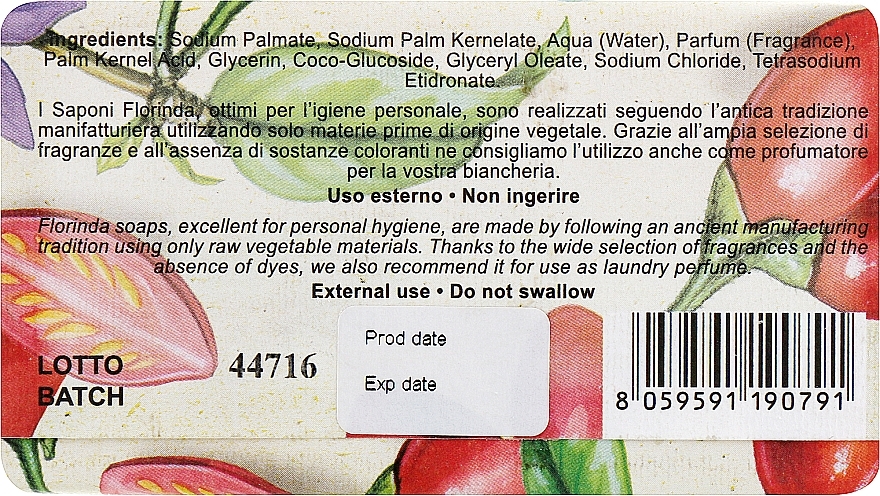 Ingredients: Sodium Palmate, Sodium Palm Kernelate, Aqua (Water), Parfum (Fragrance),
Palm Kernel Acid, Glycerin, Coco-Glucoside, Glyceryl Oleate, Sodium Chloride, Tetrasodium
Etidronate.
I Saponi Florinda, ottimi per l'igiene personale, sono realizzati seguendo l'antica tradizione
manifatturiera utilizzando solo materie prime di origine vegetale. Grazie all'ampia selezione di
fragranze e all'assenza di sostanze coloranti ne consigliamo l'utilizzo anche come profumatore
per la vostra biancheria.
Uso esterno • Non ingerire
Florinda soaps, excellent for personal hygiene, are made by following an ancient manufacturing
tradition using only raw vegetable materials. Thanks to the wide selection of fragrances and the
absence of dyes, we also recommend it for use as laundry perfume.
External use • Do not swallow
LOTTO
BATCH
44716
Prod date
Exp date
8 059591 190791